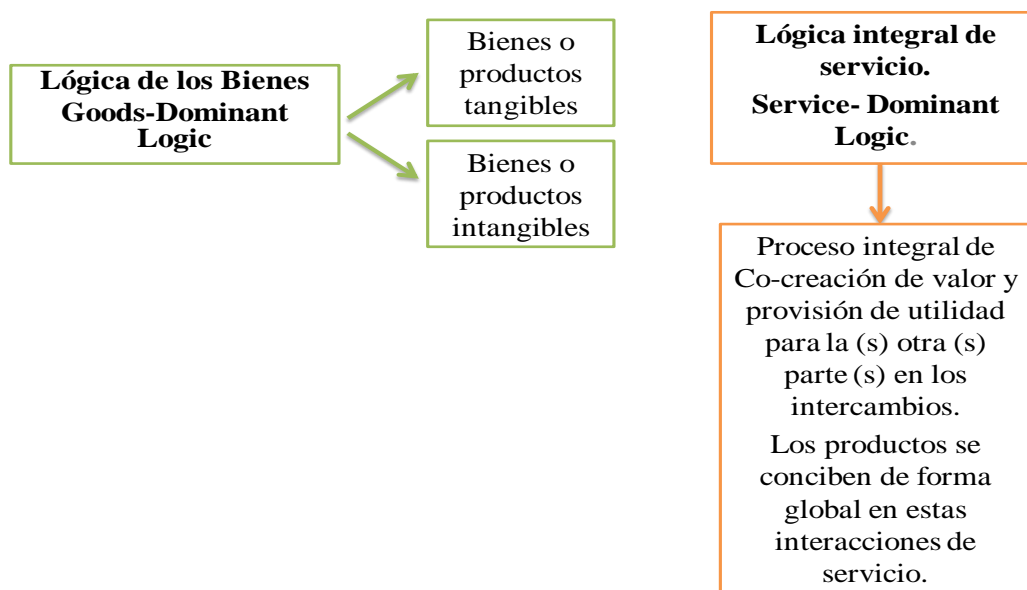 Lógica de los Bienes
Goods-Dominant
Logic
Bienes o
productos
tangibles
Bienes o
productos
intangibles
Lógica integral de
servicio.
Service- Dominant
Logic.
Proceso integral de
Co-creación de valor y
provisión de utilidad
para la (s) otra (s)
parte (s) en los
intercambios.
Los productos se
conciben de forma
global en estas
interacciones de
servicio.